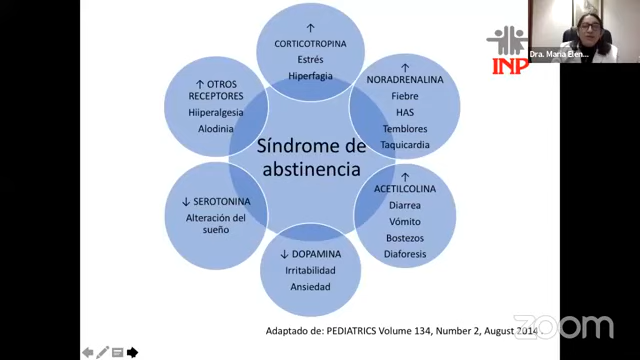 ↑
CORTICOTROPINA
Estrés
Hiperfagia
↑
NORADRENALINA
Fiebre
HAS
Temblores
Taquicardia
↑
ACETILCOLINA
Diarrea
Vómito
Bostezos
Diaforesis
↓ DOPAMINA
Irritabilidad
Ansiedad
↓ SEROTONINA
Alteración del
sueño
↑ OTROS
RECEPTORES
Hiiperalgesia
Alodinia
Síndrome de
abstinencia
INP
Dra. María Elen...
Adaptado de: PEDIATRICS Volume 134, Number 2, August 2014
zoom